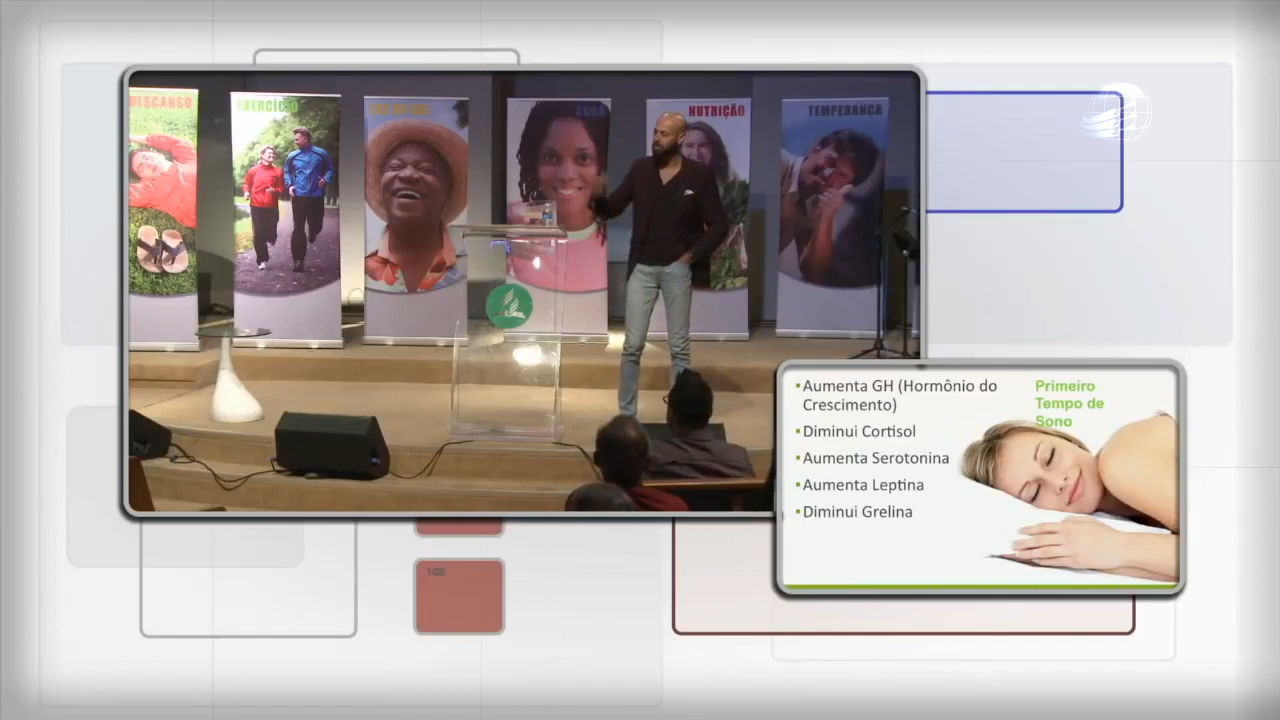 DESCANSO
EXERCÍCIO
NUTRIÇÃO
TEMPERANÇA
Aumenta GH (Hormônio do
Crescimento)
Diminui Cortisol
Aumenta Serotonina
Aumenta Leptina
Diminui Grelina
Primeiro
Tempo de
Sono